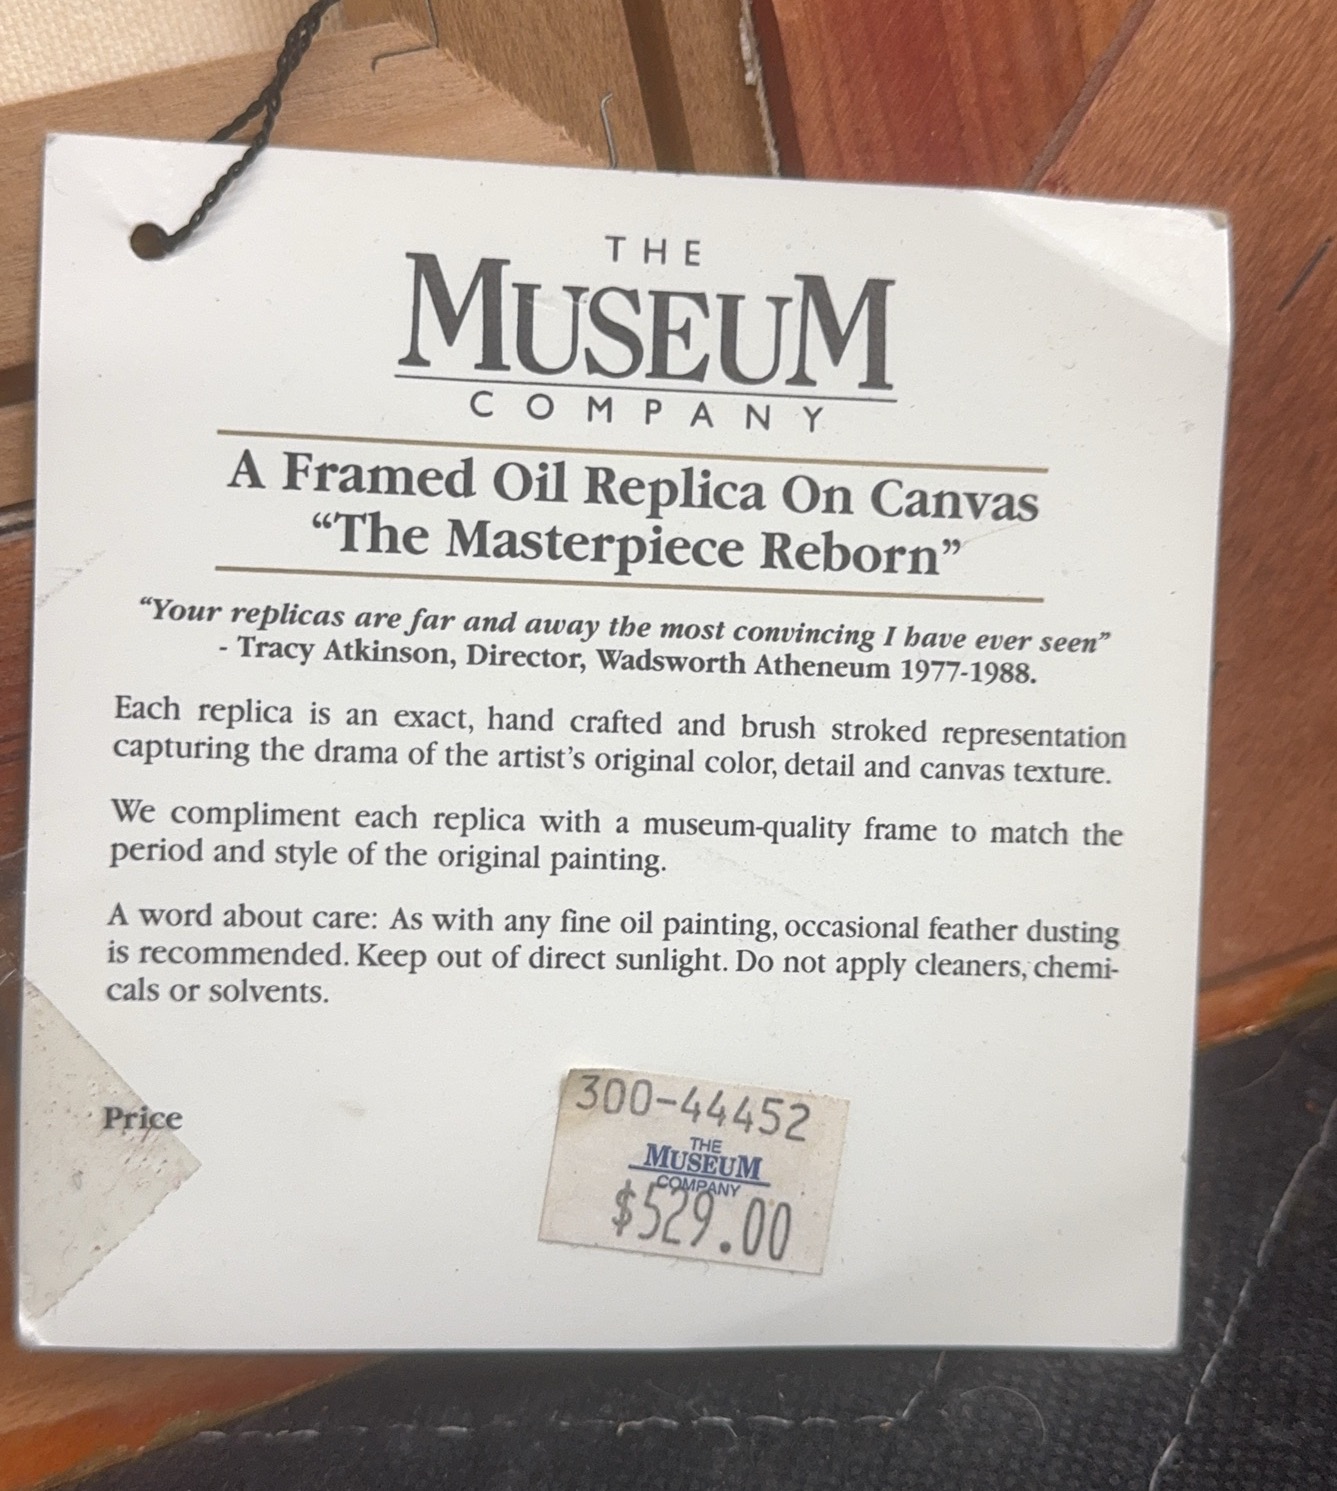 THE
MUSEUM
COMPANY
A Framed Oil Replica On Canvas
“The Masterpiece Reborn”
“Your replicas are far and away the most convincing I have ever seen”
- Tracy Atkinson, Director, Wadsworth Atheneum 1977-1988.
Each replica is an exact, hand crafted and brush stroked representation
capturing the drama of the artist’s original color, detail and canvas texture.
We compliment each replica with a museum-quality frame to match the
period and style of the original painting.
A word about care: As with any fine oil painting, occasional feather dusting
is recommended. Keep out of direct sunlight. Do not apply cleaners, chemi-
cals or solvents.
Price
300-44452
THE
MUSEUM
COMPANY
$529.00